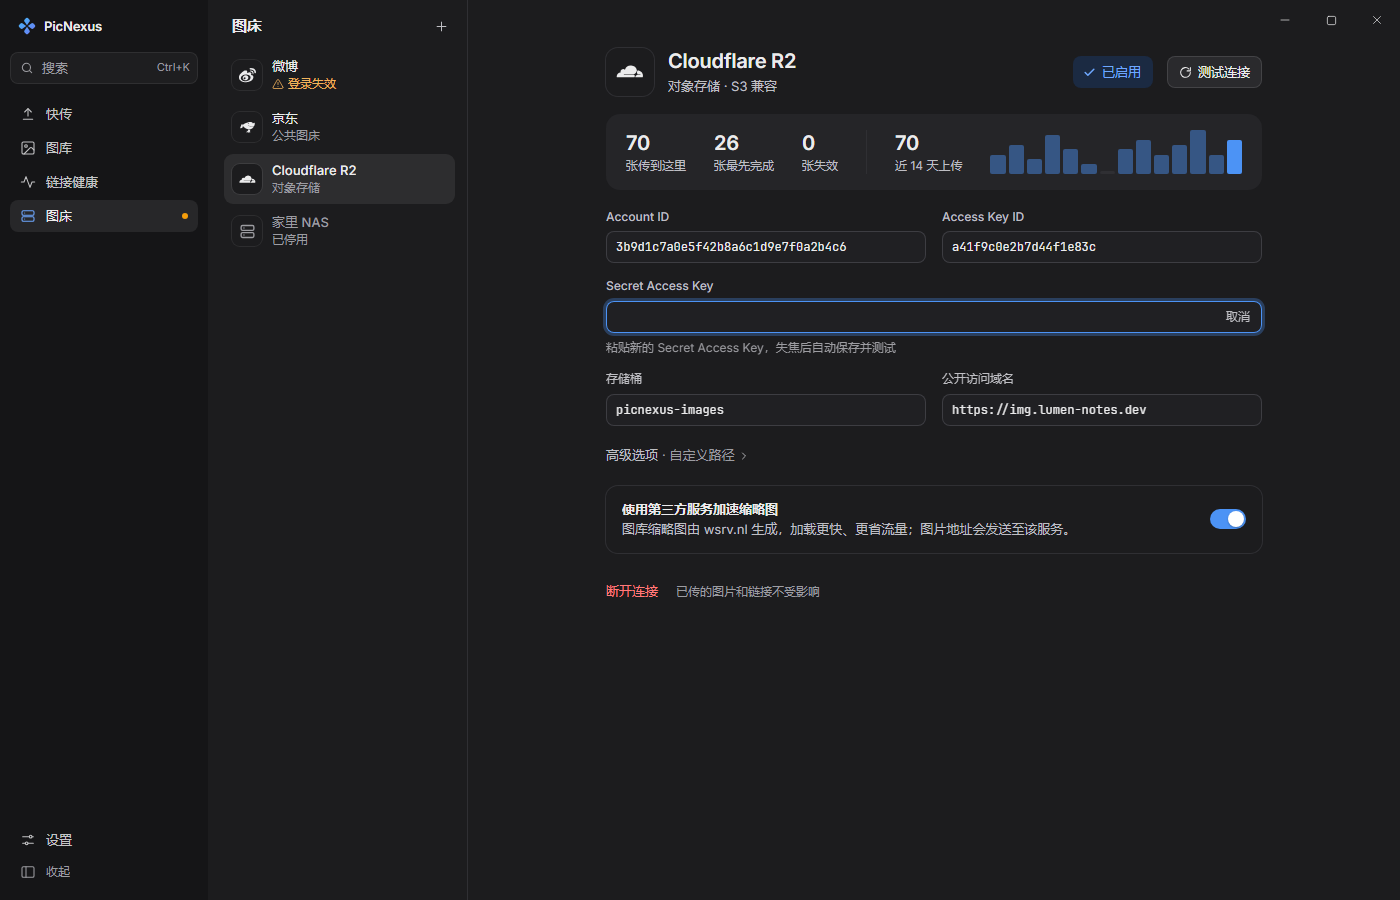 PicNexus
搜索
Ctrl+K
快传
图库
链接健康
图床
设置
收起
图床
微博
登录失效
京东
公共图床
Cloudflare R2
对象存储
家里 NAS
已停用
Cloudflare R2
对象存储 · S3 兼容
已启用
测试连接
70
张传到这里
26
张最先完成
0
张失效
70
近 14 天上传
Account ID
3b9d1c7a0e5f42b8a6c1d9e7f0a2b4c6
Access Key ID
a41f9c0e2b7d44f1e83c
Secret Access Key
取消
粘贴新的 Secret Access Key，失焦后自动保存并测试
存储桶
picnexus-images
公开访问域名
https://img.lumen-notes.dev
高级选项 · 自定义路径
使用第三方服务加速缩略图
图库缩略图由 wsrv.nl 生成，加载更快、更省流量；图片地址会发送至该服务。
断开连接
已传的图片和链接不受影响